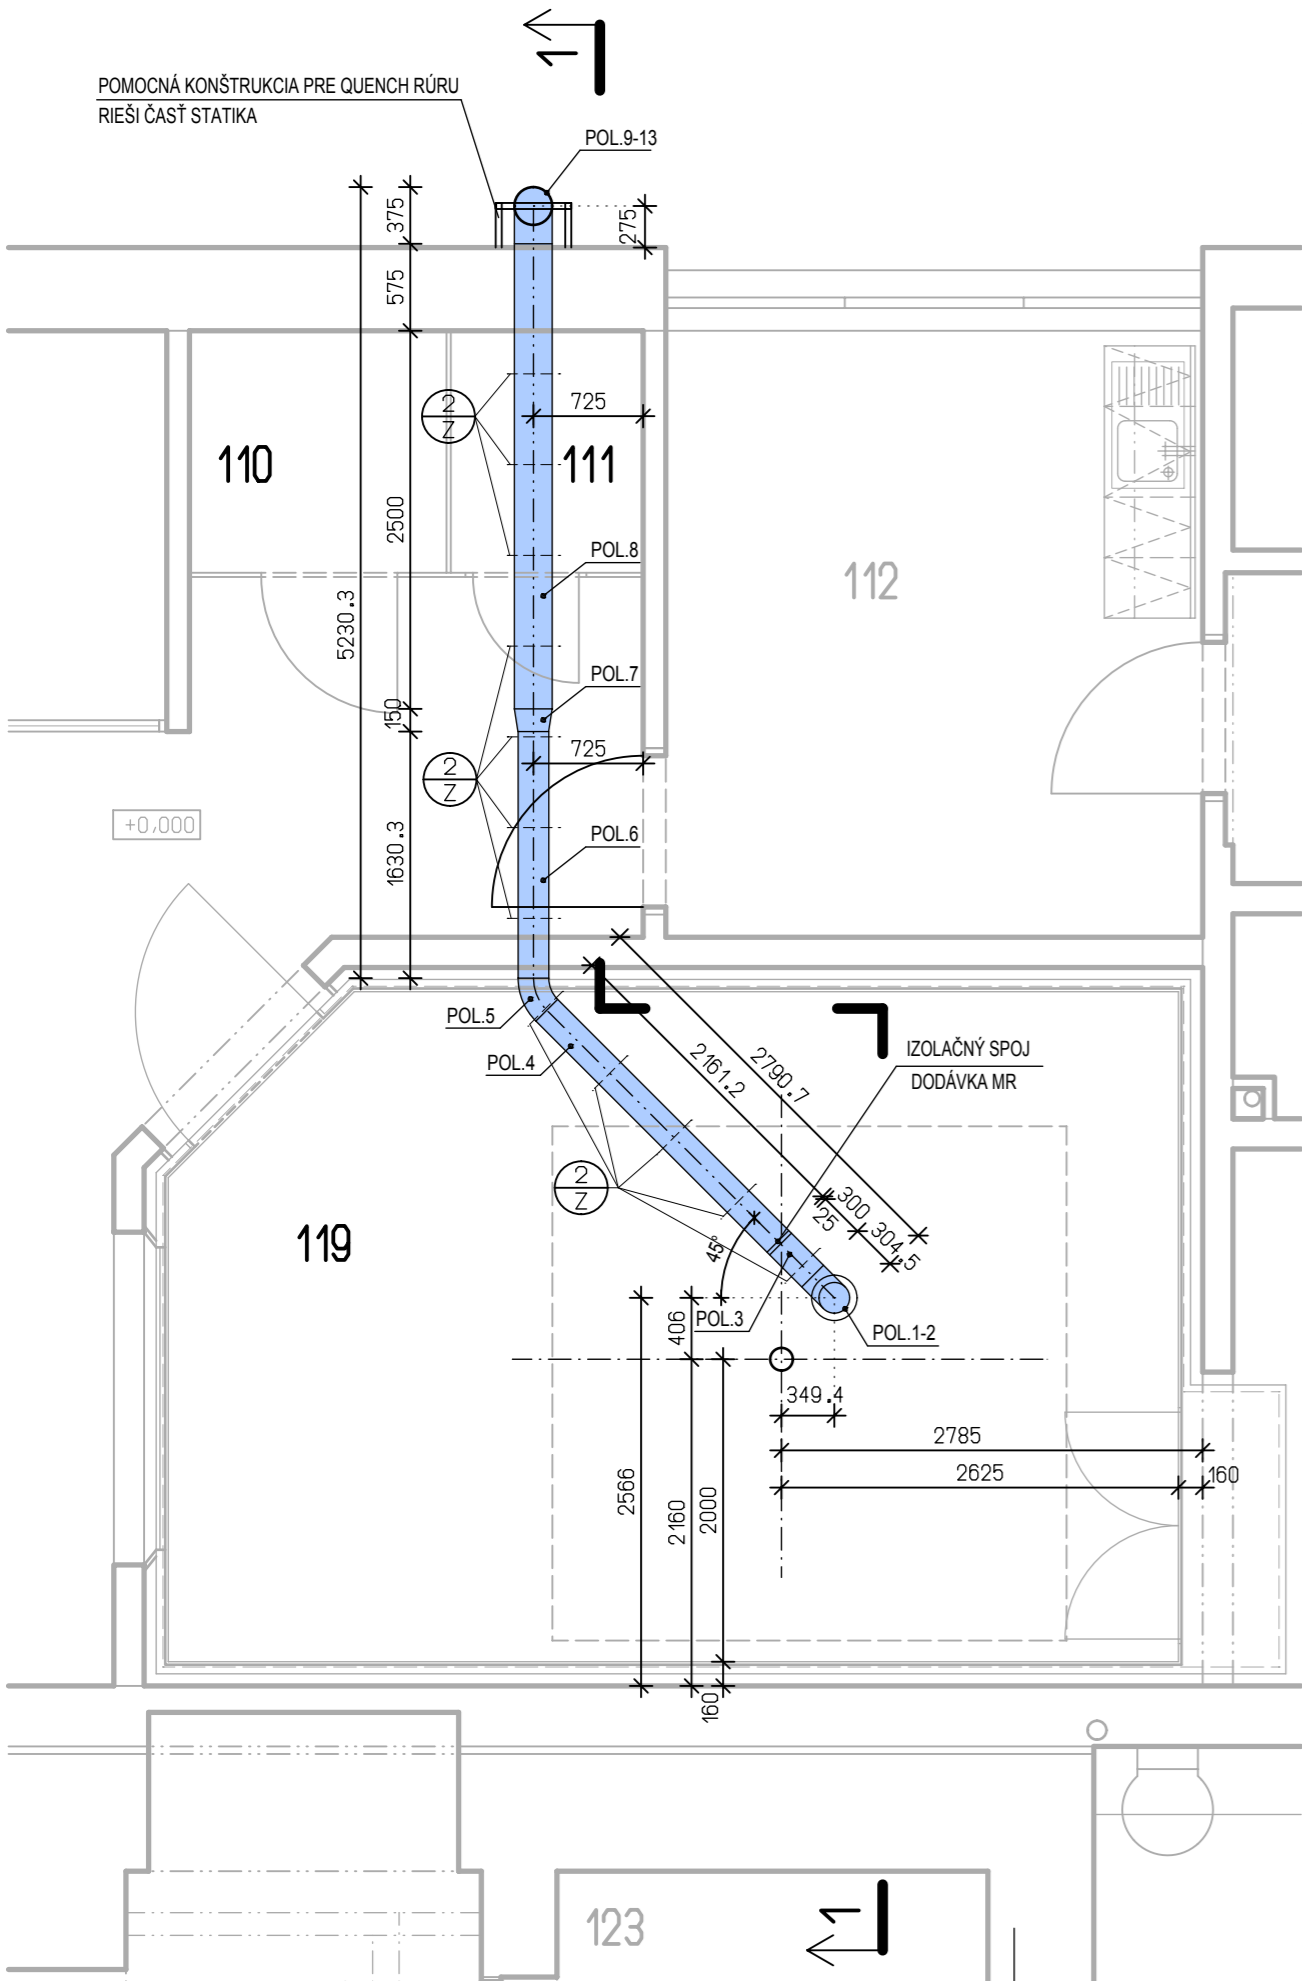 1
POMOCNÁ KONŠTRUKCIA PRE QUENCH RÚRU
RIEŠI ČASŤ STATIKA
POL.9-13
375
275
575
725
2
Z
110
111
2500
POL.8
112
5230.3
POL.7
150
725
2
Z
+0,000
1630.3
POL.6
POL.5
POL.4
2161.2
2790.7
IZOLAČNÝ SPOJ
DODÁVKA MR
2
Z
300
25
304.5
119
45°
406
POL.3
POL.1-2
349.4
2785
2625
160
2566
2160
2000
160
123
1